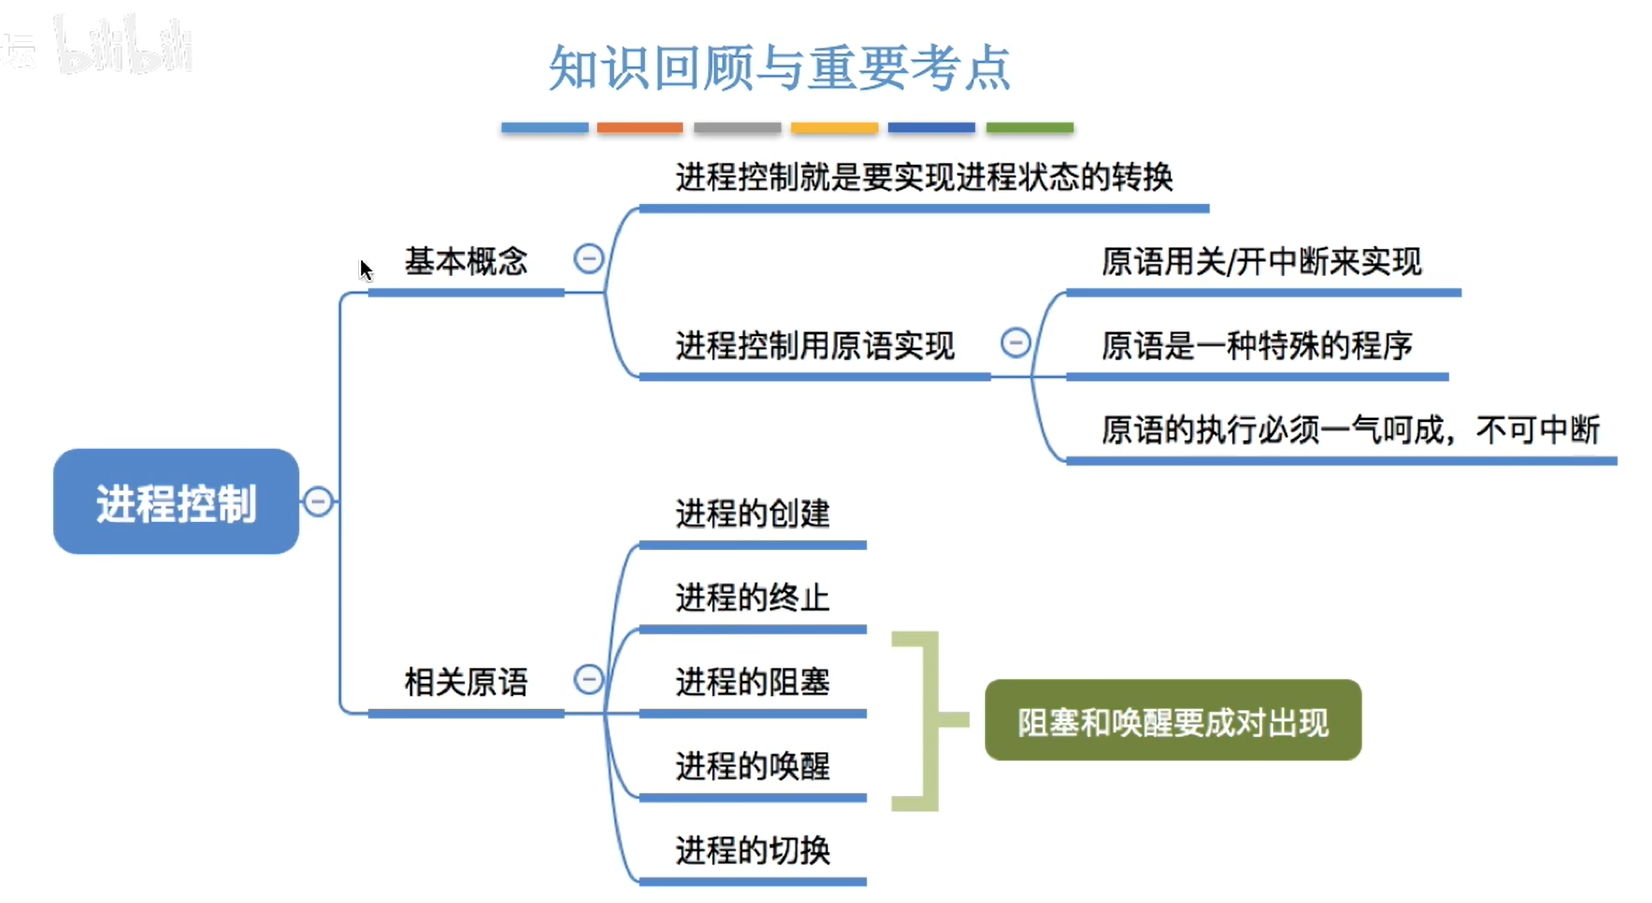 坛 bilibili
知识回顾与重要考点
进程控制就是要实现进程状态的转换
基本概念
原语用关/开中断来实现
进程控制用原语实现
原语是一种特殊的程序
原语的执行必须一气呵成，不可中断
进程控制
进程的创建
进程的终止
相关原语
进程的阻塞
阻塞和唤醒要成对出现
进程的唤醒
进程的切换